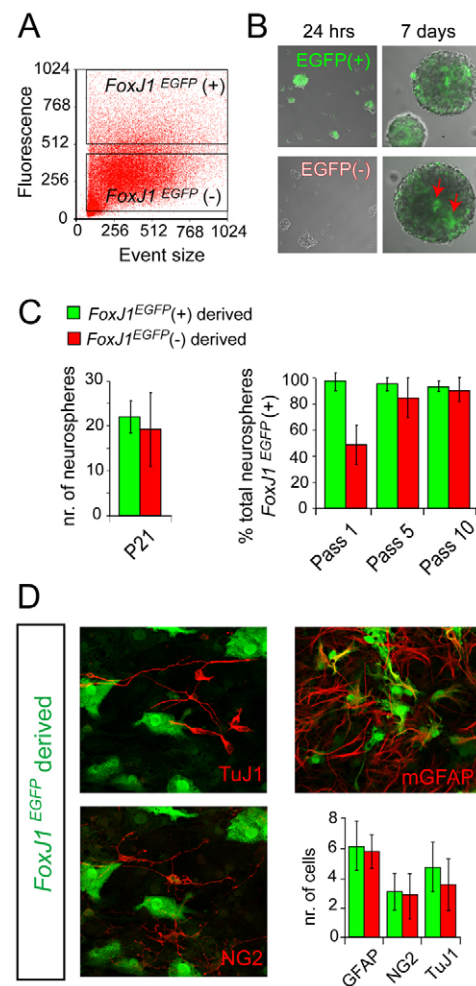 A
Fluorescence
1024
768
512
256
0
FoxJ1 EGFP (+)
FoxJ1 EGFP (-)
0 256 512 768 1024
Event size
B
24 hrs 7 days
EGFP(+)
EGFP(-)
C
FoxJ1EGFP(+) derived
FoxJ1EGFP(-) derived
nr. of neurospheres
30
20
10
0
P21
% total neurospheres
FoxJ1 EGFP (+)
100
80
60
40
20
0
Pass 1 Pass 5 Pass 10
D
FoxJ1 EGFP derived
TuJ1
mGFAP
NG2
nr. of cells
8
6
4
2
0
GFAP NG2 TuJ1